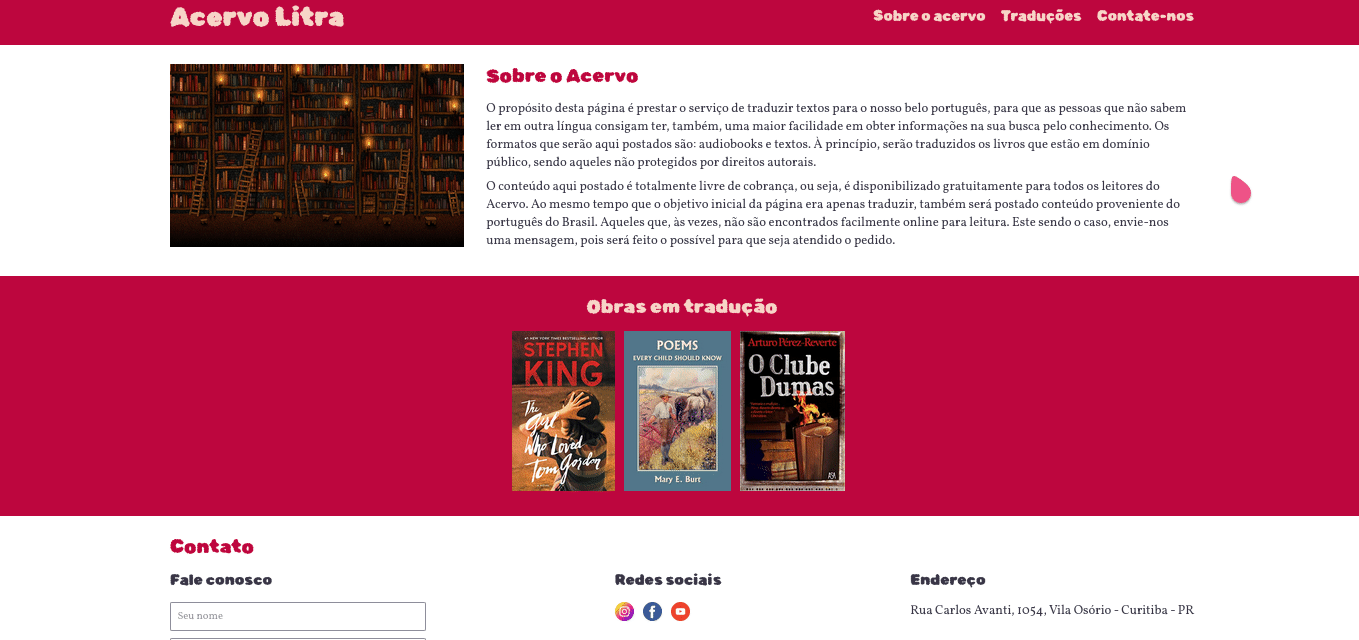 Acervo Litra
Sobre o acervo Traduções Contate-nos
Sobre o Acervo
O propósito desta página é prestar o serviço de traduzir textos para o nosso belo português, para que as pessoas que não sabem
ler em outra língua consigam ter, também, uma maior facilidade em obter informações na sua busca pelo conhecimento. Os
formatos que serão aqui postados são: audiobooks e textos. À princípio, serão traduzidos os livros que estão em domínio
público, sendo aqueles não protegidos por direitos autorais.
O conteúdo aqui postado é totalmente livre de cobrança, ou seja, é disponibilizado gratuitamente para todos os leitores do
Acervo. Ao mesmo tempo que o objetivo inicial da página era apenas traduzir, também será postado conteúdo proveniente do
português do Brasil. Aqueles que, às vezes, não são encontrados facilmente online para leitura. Este sendo o caso, envie-nos
uma mensagem, pois será feito o possível para que seja atendido o pedido.
Obras em tradução
#1 NEW YORK TIMES BESTSELLING AUTHOR
STEPHEN
KING
The
Girl
Who Loved
Tom Gordon
POEMS
EVERY CHILD SHOULD KNOW
Mary E. Burt
Arturo Pérez-Reverte
O Clube
Dumas
Contato
Fale conosco
Redes sociais
Endereço
Seu nome
Rua Carlos Avanti, 1054, Vila Osório - Curitiba - PR